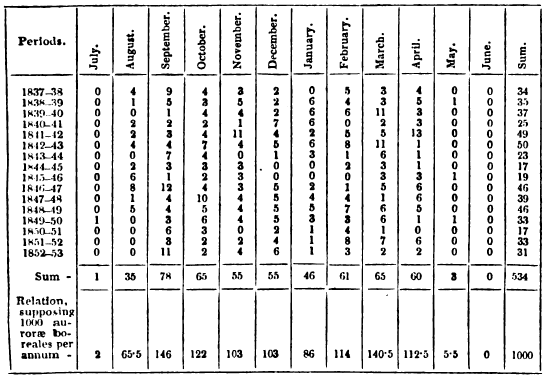 Periods. July. August. September. October. November. December. January. February. March. April. May. June. Sum.
1837–38 0 4 9 4 3 2 0 5 3 4 0 0 34
1838–39 0 1 5 3 5 2 6 4 3 5 1 0 35
1839–40 0 0 1 4 4 2 6 6 11 3 0 0 37
1840–41 0 2 2 2 1 7 6 0 2 3 0 0 25
1841–42 0 2 3 4 11 4 2 5 5 13 0 0 49
1842–43 0 4 4 7 4 5 6 8 11 1 0 0 50
1843–44 0 0 7 4 0 1 3 1 6 1 0 0 23
1844–45 0 2 3 3 3 0 0 2 3 1 0 0 17
1845–46 0 6 1 2 3 0 0 0 3 3 1 0 19
1846–47 0 8 12 4 3 5 2 1 5 6 0 0 46
1847–48 0 1 4 10 4 5 4 4 1 6 0 0 39
1848–49 0 5 4 5 4 5 5 7 6 5 0 0 46
1849–50 1 0 3 6 4 5 3 3 6 1 1 0 33
1850–51 0 0 6 3 0 2 1 4 1 0 0 0 17
1851–52 0 0 3 2 2 4 1 8 7 6 0 0 33
1852–53 0 0 11 2 4 6 1 3 2 2 0 0 31
Sum - 1 35 78 65 55 55 46 61 65 60 3 0 534
Relation,
supposing
1000 au-
roræ bo-
reales per
annum - 2 65·5 146 122 103 103 86 114 140·5 112·5 5·5 0 1000